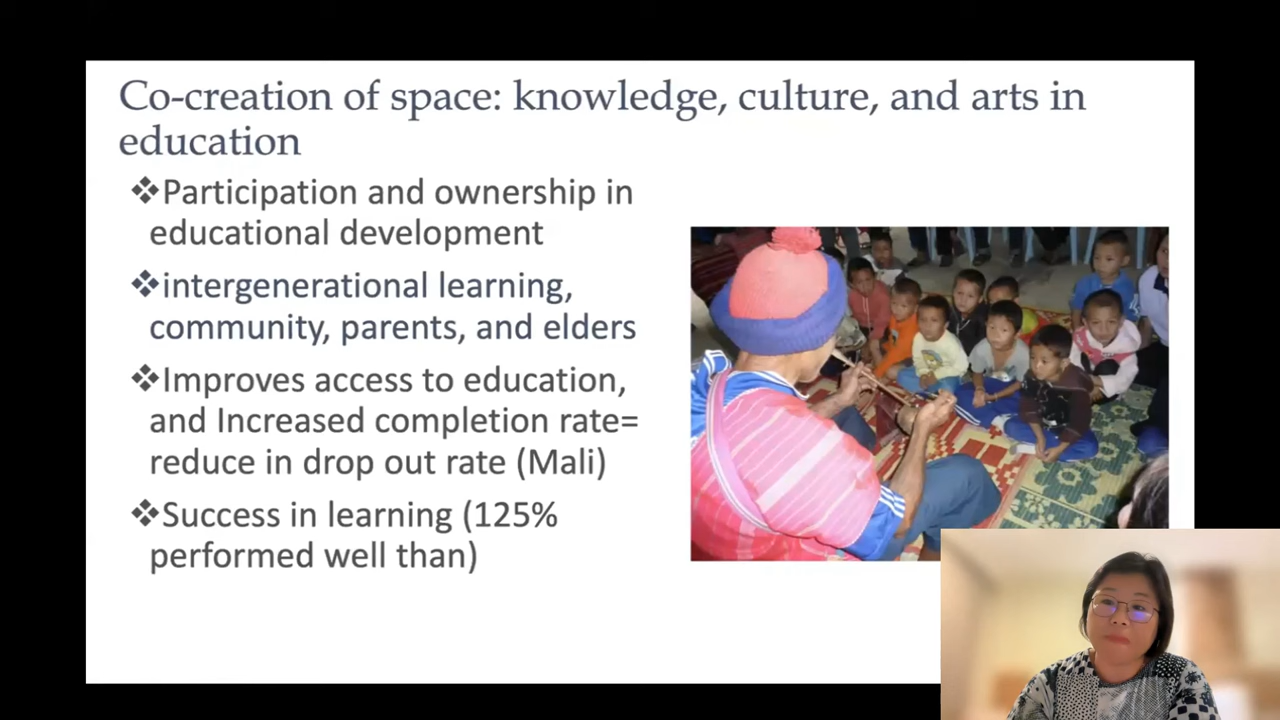 Co-creation of space: knowledge, culture, and arts in
education
❖Participation and ownership in
educational development
❖intergenerational learning,
community, parents, and elders
❖Improves access to education,
and Increased completion rate=
reduce in drop out rate (Mali)
❖Success in learning (125%
performed well than)